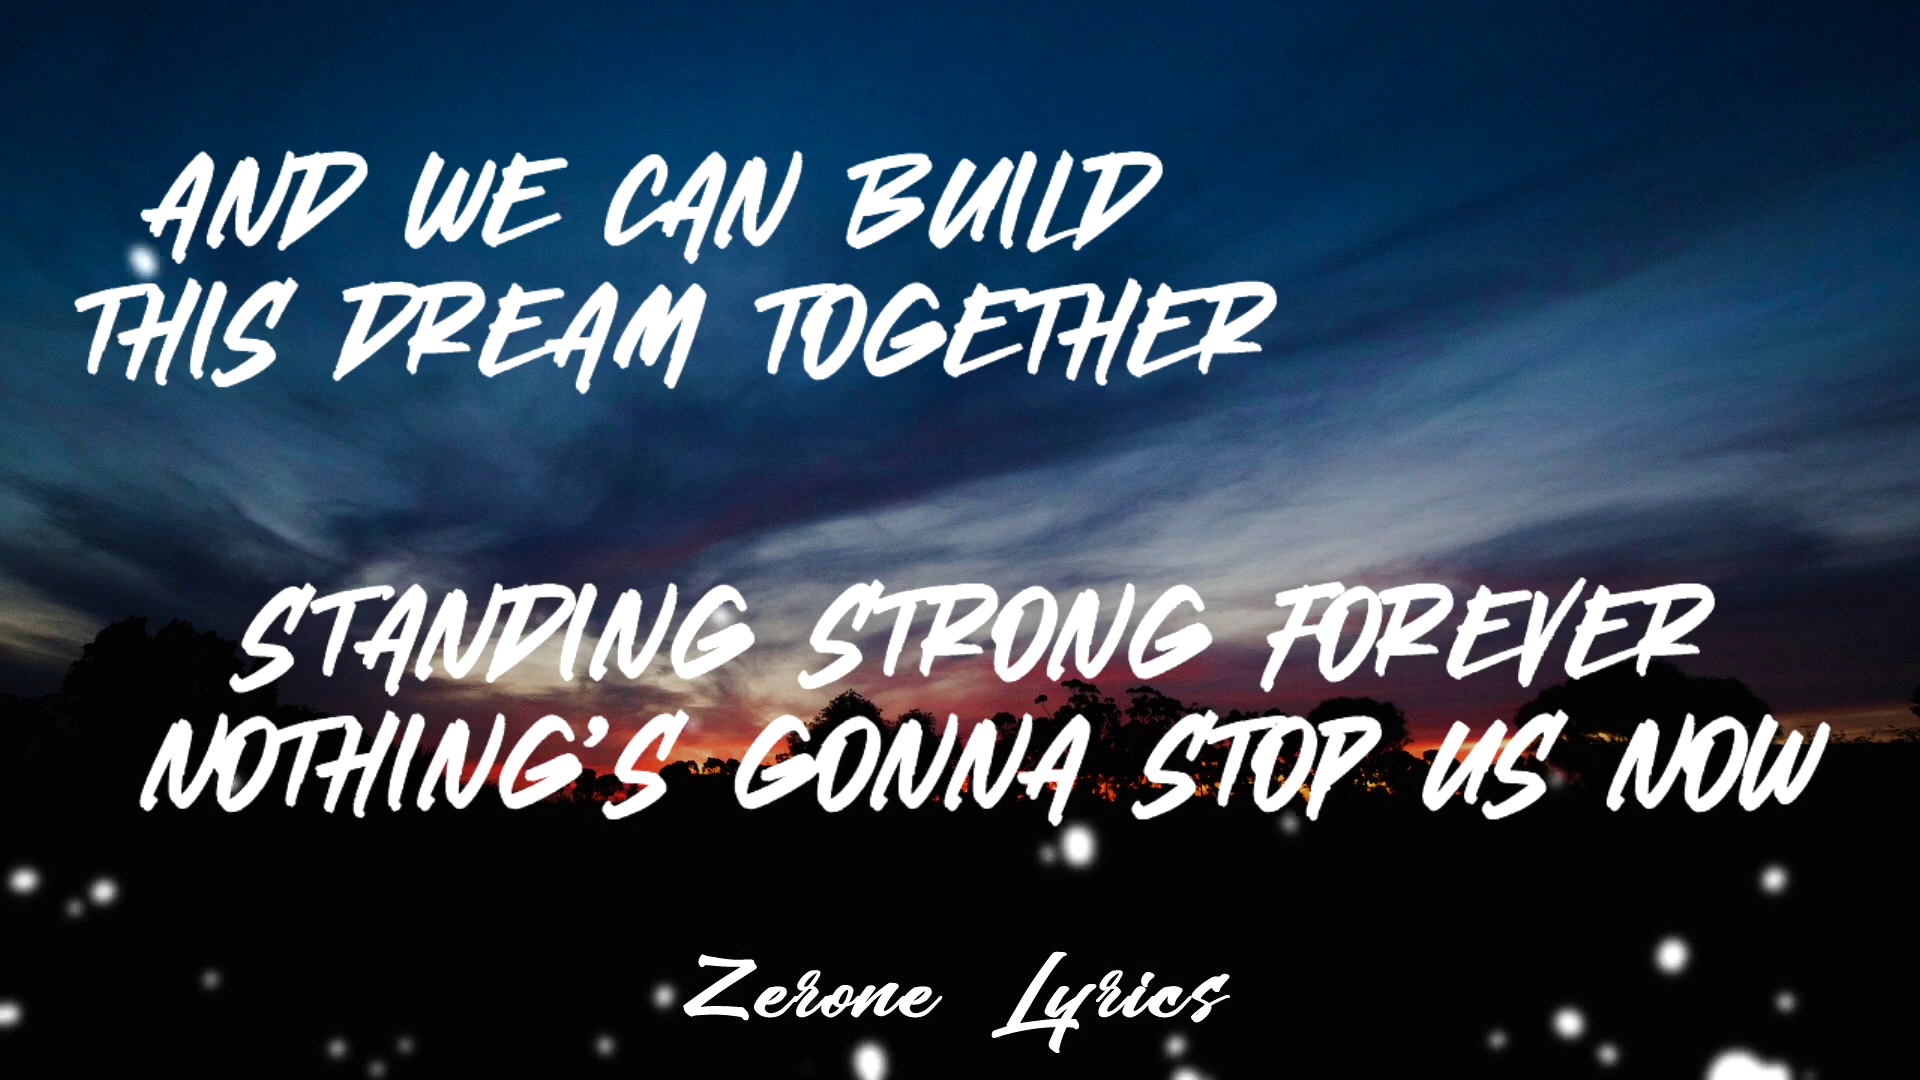 AND WE CAN BUILD
THIS DREAM TOGETHER
STANDING STRONG FOREVER
NOTHING'S GONNA STOP US NOW
Zerone Lyrics